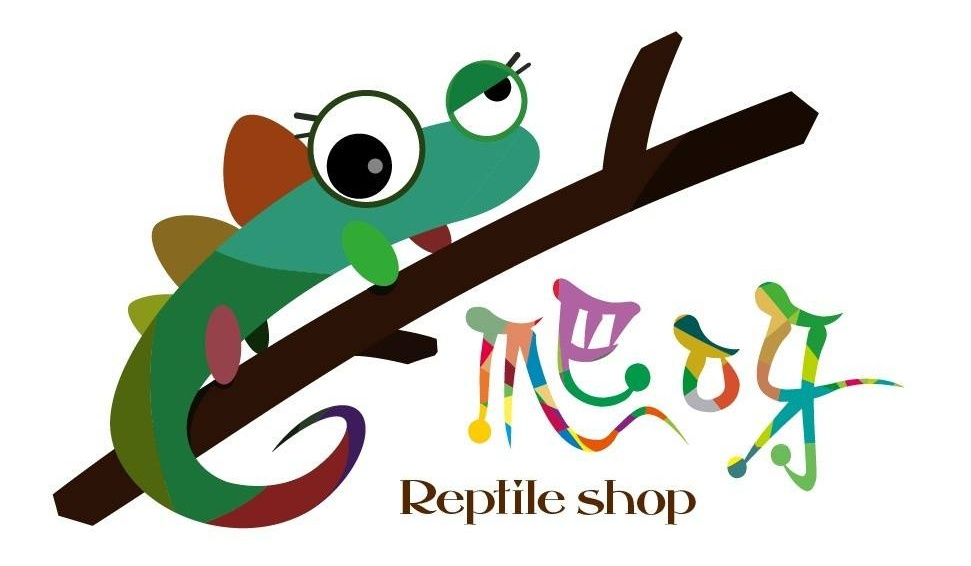 爬呀
Reptile shop